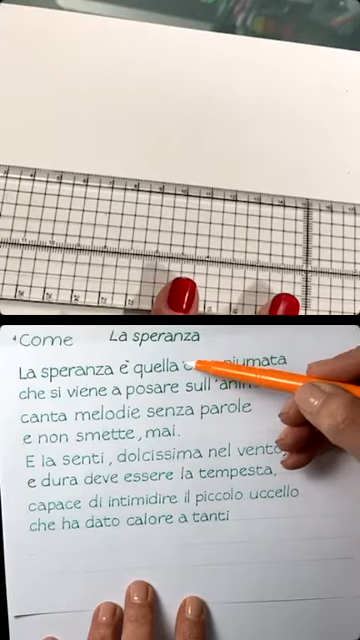 Come
La speranza
La speranza è quella piumata
che si viene a posare sull'anim
canta melodie senza parole
e non smette, mai.
E la senti, dolcissima nel vento
e dura deve essere la tempesta,
capace di intimidire il piccolo uccello
che ha dato calore a tanti